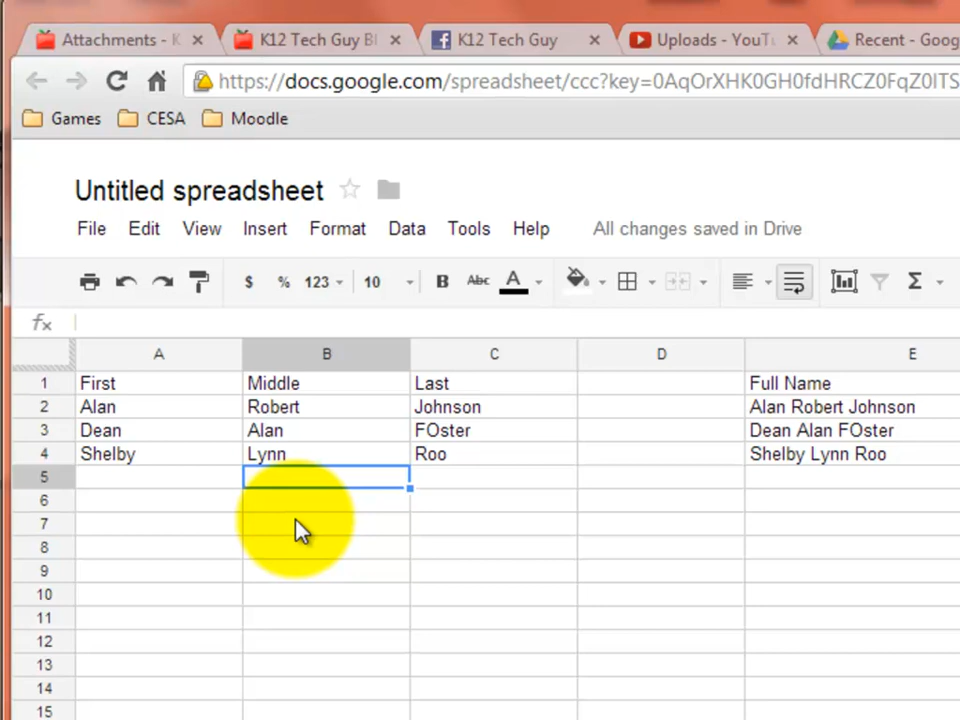 Attachments - K K12 Tech Guy Bl K12 Tech Guy Uploads - YouTu Recent - Goog
https://docs.google.com/spreadsheet/ccc?key=0AqOrXHK0GH0fdHRCZ0FqZ0lTS
Games CESA Moodle
Untitled spreadsheet
File Edit View Insert Format Data Tools Help All changes saved in Drive
$ % 123 10 B Abc A Σ
fx
A B C D E
1 First Middle Last Full Name
2 Alan Robert Johnson Alan Robert Johnson
3 Dean Alan FOster Dean Alan FOster
4 Shelby Lynn Roo Shelby Lynn Roo
5
6
7
8
9
10
11
12
13
14
15